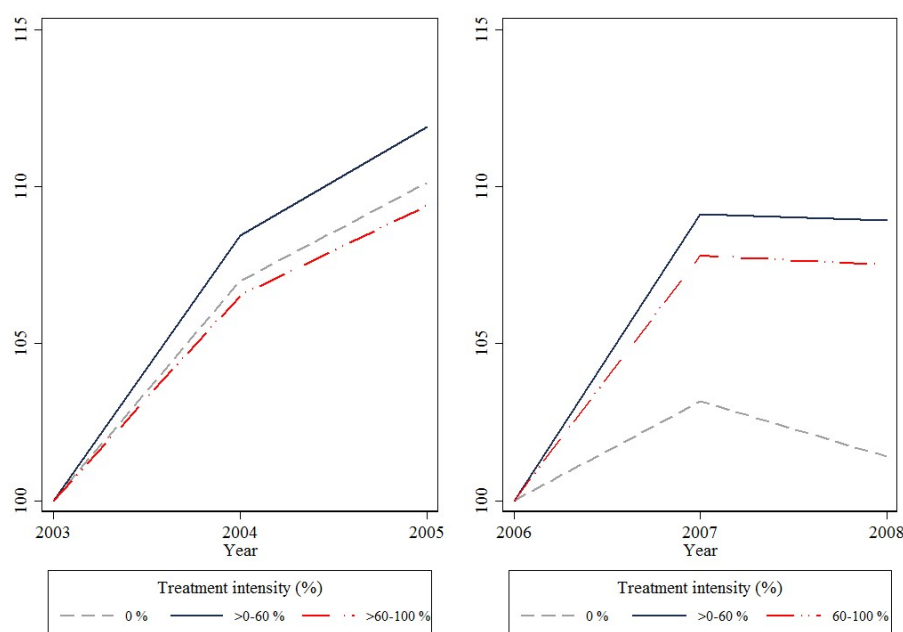 115
110
105
100
2003 2004 2005
Year
Treatment intensity (%)
0 % >0-60 % >60-100 %
115
110
105
100
2006 2007 2008
Year
Treatment intensity (%)
0 % >0-60 % 60-100 %